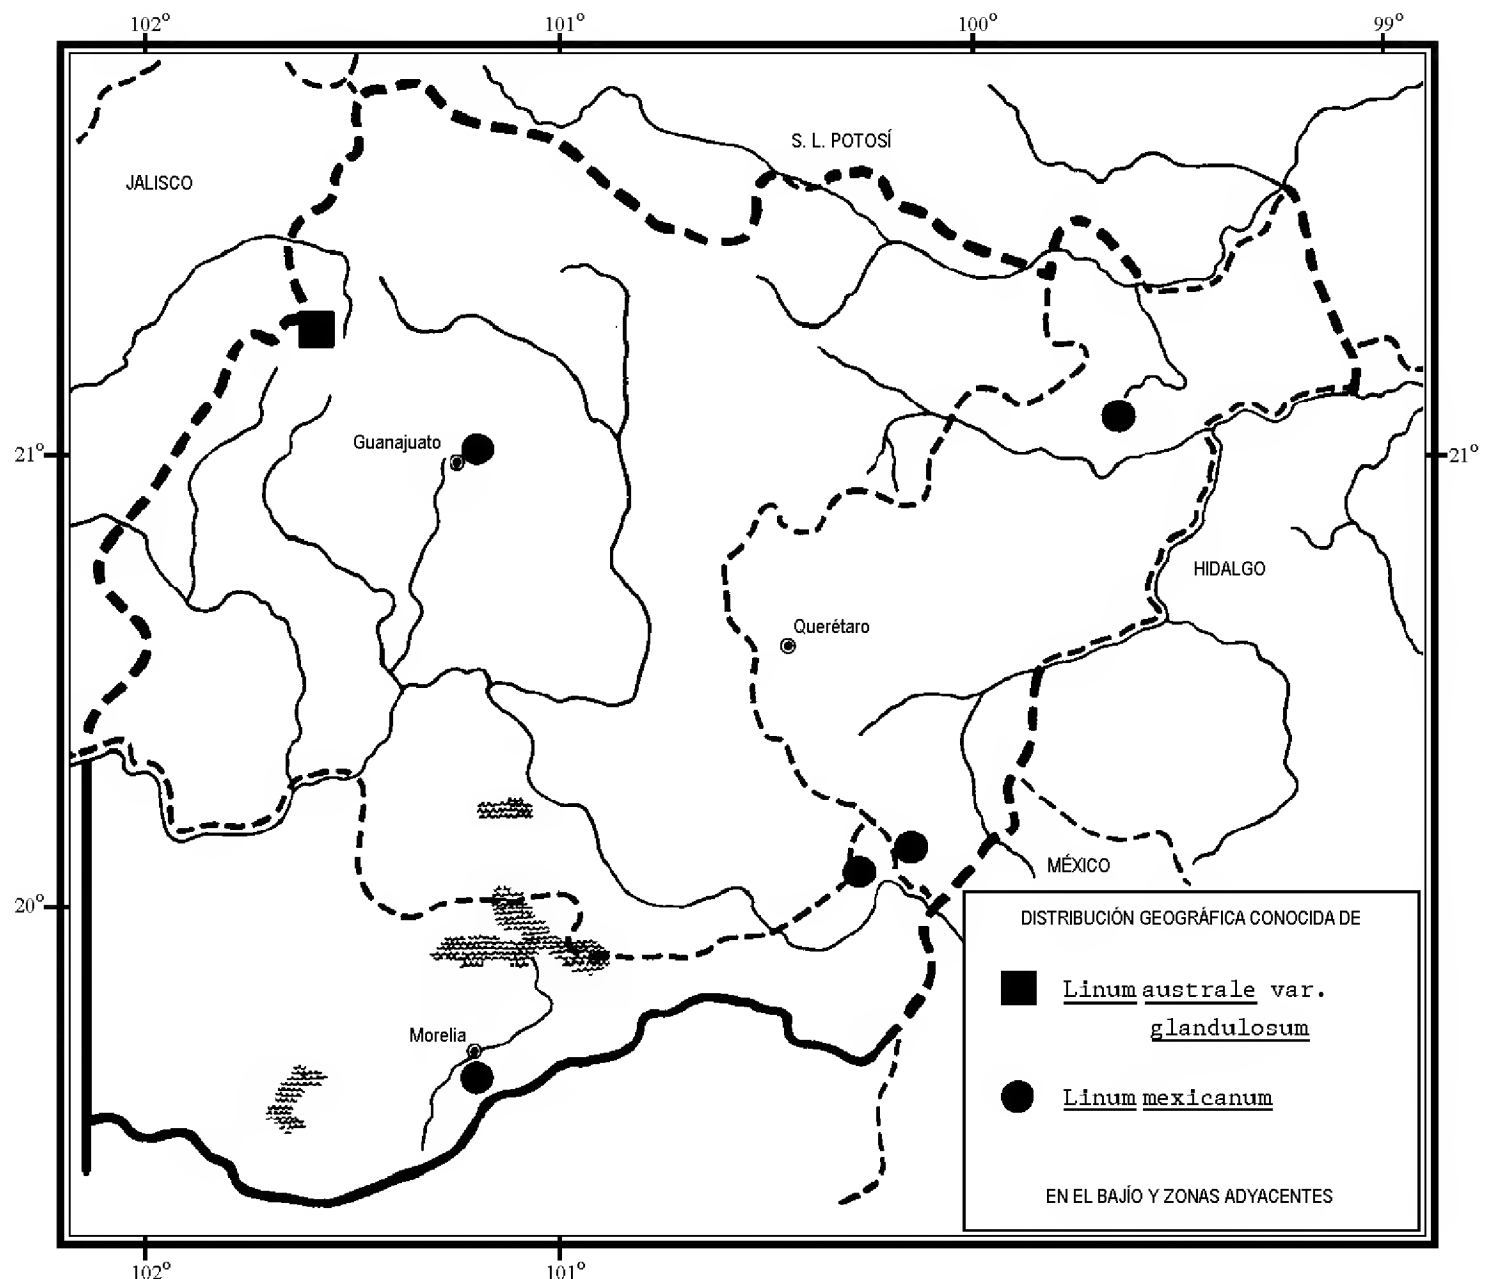 102° 101° 100° 99°
S. L. POTOSÍ
JALISCO
Guanajuato
21° 21°
HIDALGO
Querétaro
MÉXICO
20°
DISTRIBUCIÓN GEOGRÁFICA CONOCIDA DE
Linum australe var.
glandulosum
Morelia
Linum mexicanum
EN EL BAJÍO Y ZONAS ADYACENTES
102° 101°